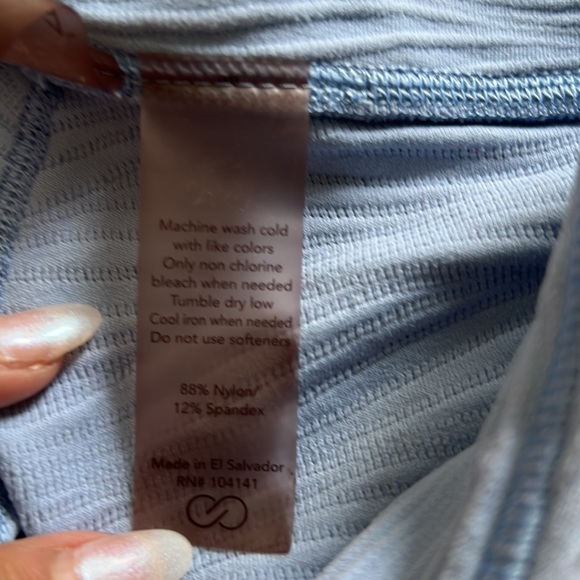 Machine wash cold
with like colors
Only non chlorine
bleach when needed
Tumble dry low
Cool iron when needed
Do not use softeners
88% Nylon/
12% Spandex
Made in El Salvador
RN# 104141